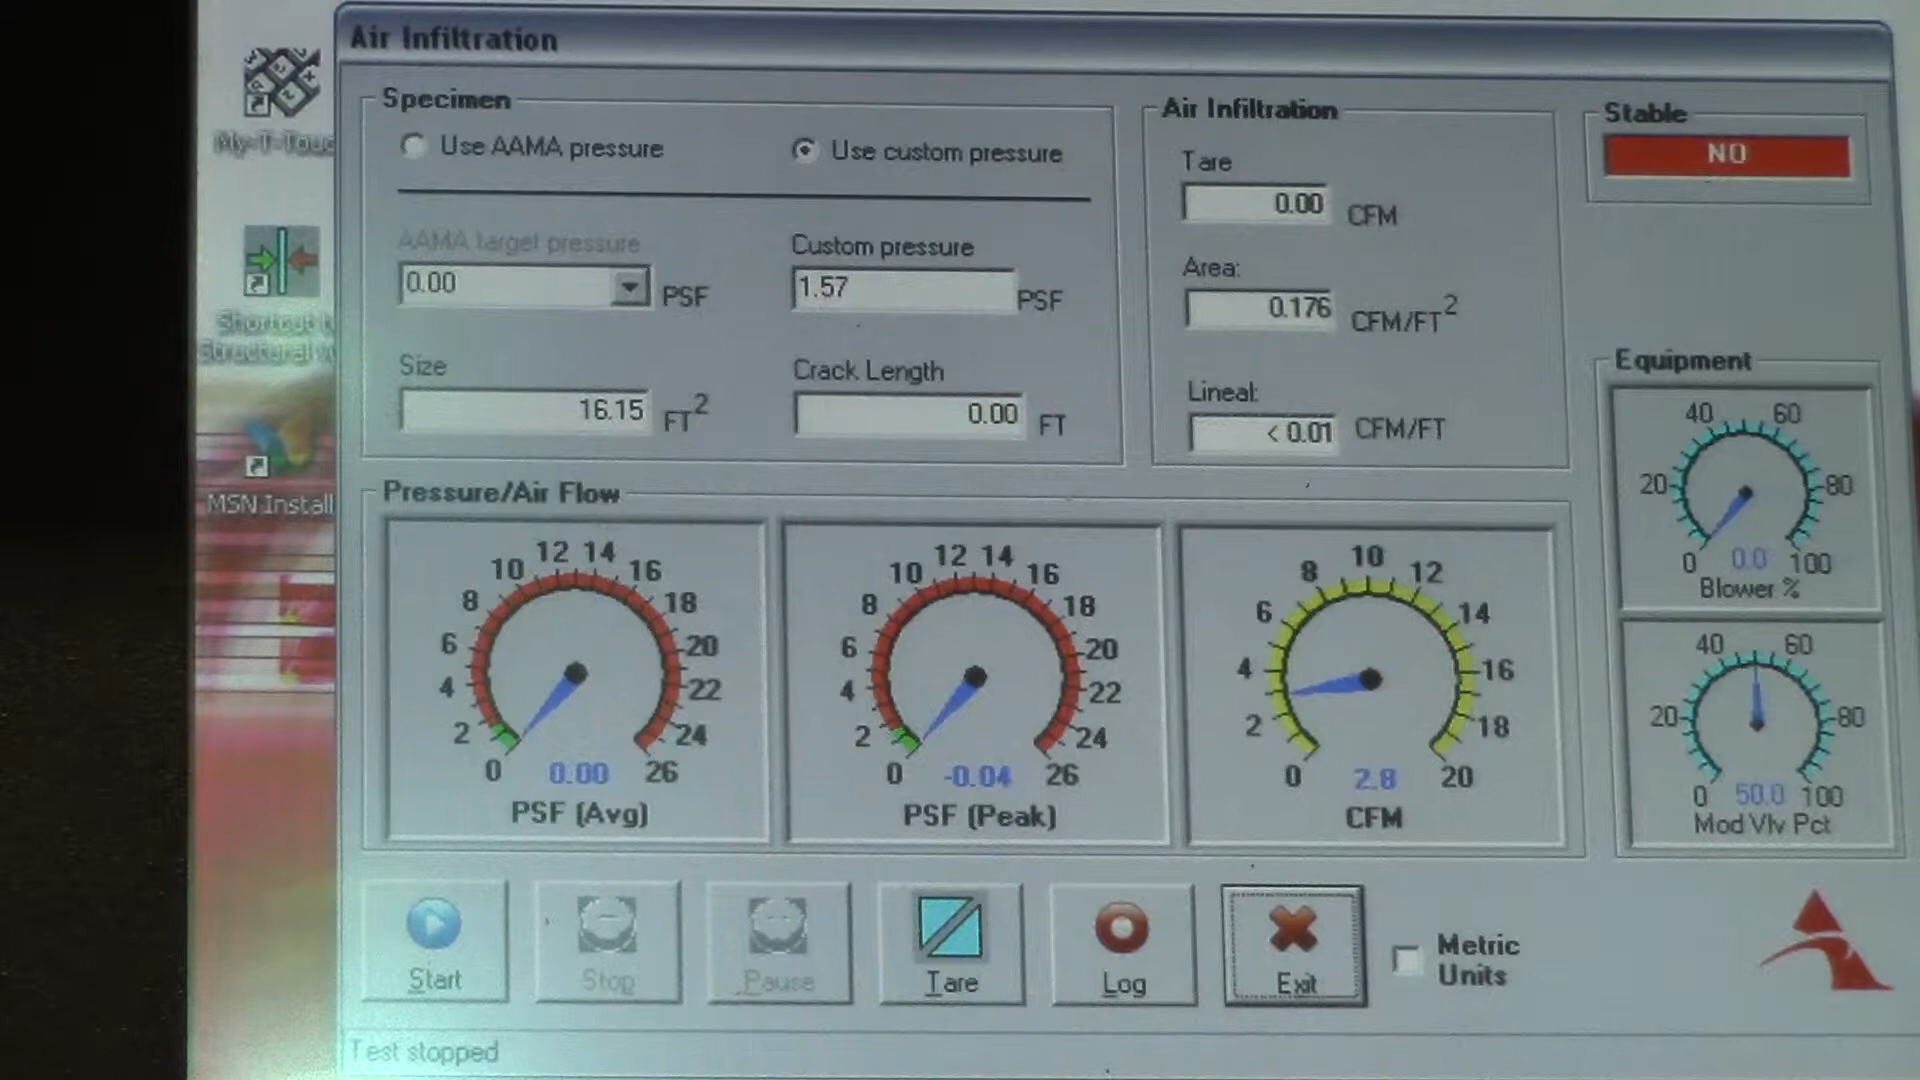 Air Infiltration
My-T-Touc
Shortcut t
Structural
MSN Install
Specimen
Use AAMA pressure
Use custom pressure
AAMA target pressure
0.00
PSF
Custom pressure
1.57
PSF
Size
16.15
FT2
Crack Length
0.00
FT
Air Infiltration
Tare
0.00
CFM
Area:
0.176
CFM/FT2
Lineal:
< 0.01
CFM/FT
Stable
NO
Equipment
0 20 40 60 80 100
0.0
Blower %
0 20 40 60 80 100
50.0
Mod Vlv Pct
Pressure/Air Flow
0 2 4 6 8 10 12 14 16 18 20 22 24 26
0.00
PSF (Avg)
0 2 4 6 8 10 12 14 16 18 20 22 24 26
-0.04
PSF (Peak)
0 2 4 6 8 10 12 14 16 18 20
2.8
CFM
Start
Stop
Pause
Tare
Log
Exit
Metric
Units
Test stopped